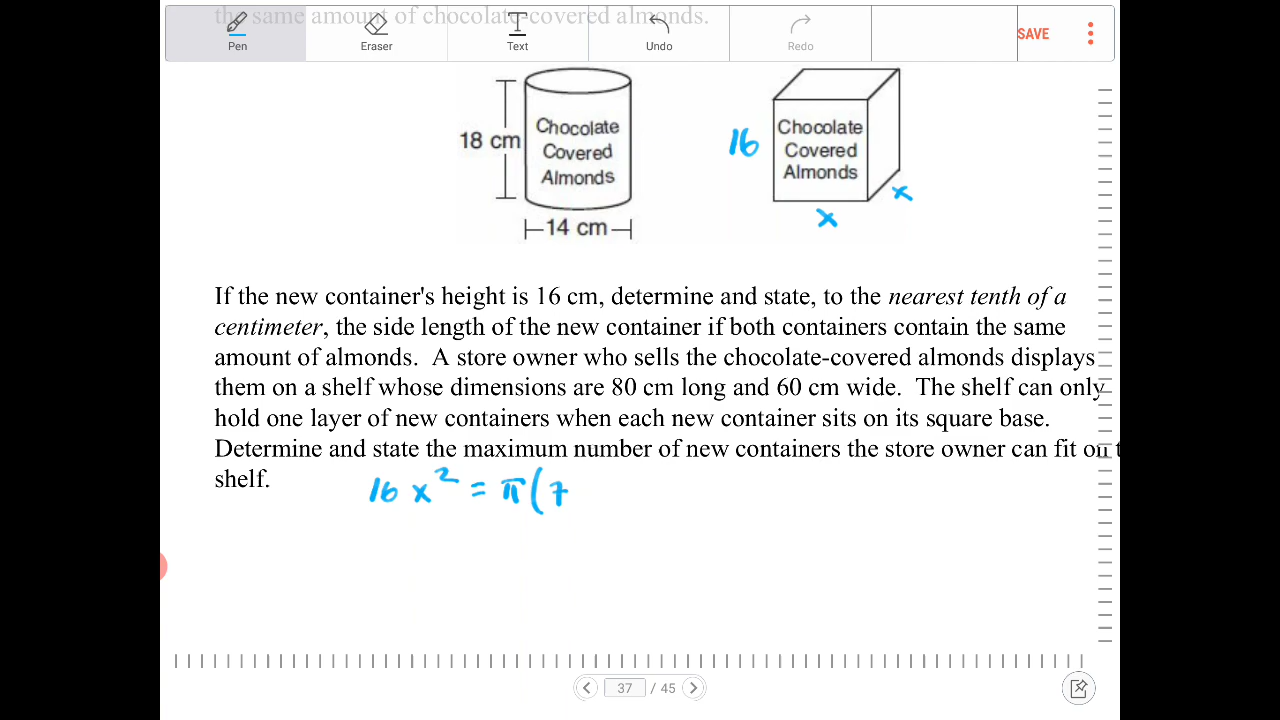 the same amount of chocolate-covered almonds.
Pen Eraser Text Undo Redo SAVE
18 cm
Chocolate
Covered
Almonds
14 cm
16
Chocolate
Covered
Almonds
x
x
If the new container's height is 16 cm, determine and state, to the nearest tenth of a
centimeter, the side length of the new container if both containers contain the same
amount of almonds. A store owner who sells the chocolate-covered almonds displays
them on a shelf whose dimensions are 80 cm long and 60 cm wide. The shelf can only
hold one layer of new containers when each new container sits on its square base.
Determine and state the maximum number of new containers the store owner can fit on t
shelf.
16x² = π(7
37 / 45